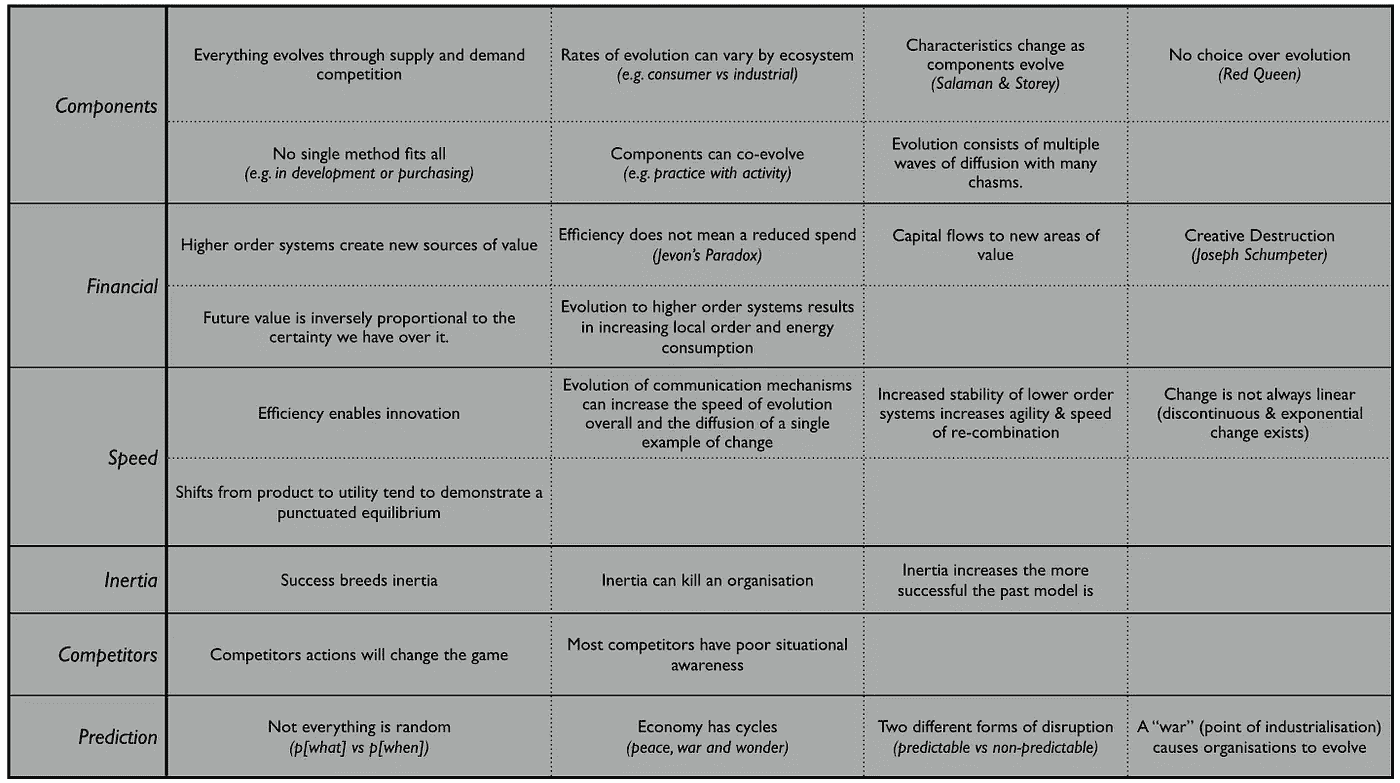 Components
Everything evolves through supply and demand
competition
Rates of evolution can vary by ecosystem
(e.g. consumer vs industrial)
Characteristics change as
components evolve
(Salaman & Storey)
No choice over evolution
(Red Queen)
No single method fits all
(e.g. in development or purchasing)
Components can co-evolve
(e.g. practice with activity)
Evolution consists of multiple
waves of diffusion with many
chasms.
Financial
Higher order systems create new sources of value
Efficiency does not mean a reduced spend
(Jevon's Paradox)
Capital flows to new areas of
value
Creative Destruction
(Joseph Schumpeter)
Future value is inversely proportional to the
certainty we have over it.
Evolution to higher order systems results
in increasing local order and energy
consumption
Speed
Efficiency enables innovation
Evolution of communication mechanisms
can increase the speed of evolution
overall and the diffusion of a single
example of change
Increased stability of lower order
systems increases agility & speed
of re-combination
Change is not always linear
(discontinuous & exponential
change exists)
Shifts from product to utility tend to demonstrate a
punctuated equilibrium
Inertia
Success breeds inertia
Inertia can kill an organisation
Inertia increases the more
successful the past model is
Competitors
Competitors actions will change the game
Most competitors have poor situational
awareness
Prediction
Not everything is random
(p[what] vs p[when])
Economy has cycles
(peace, war and wonder)
Two different forms of disruption
(predictable vs non-predictable)
A “war” (point of industrialisation)
causes organisations to evolve